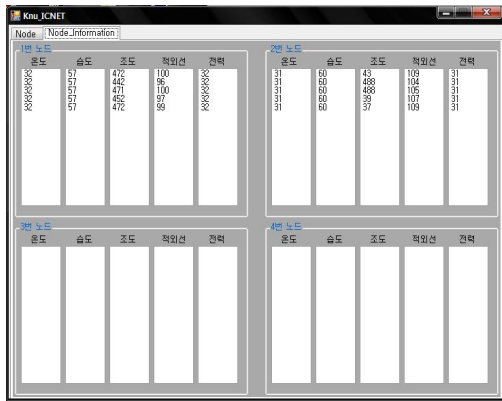 Knu_ICNET
Node Node_Information
1번 노드
온도 습도 조도 적외선 전력
32 57 472 100 32
32 57 442 96 32
32 57 471 100 32
32 57 452 97 32
32 57 472 99 32
2번 노드
온도 습도 조도 적외선 전력
31 60 43 109 31
31 60 488 104 31
31 60 488 105 31
31 60 39 107 31
31 60 37 109 31
3번 노드
온도 습도 조도 적외선 전력
4번 노드
온도 습도 조도 적외선 전력